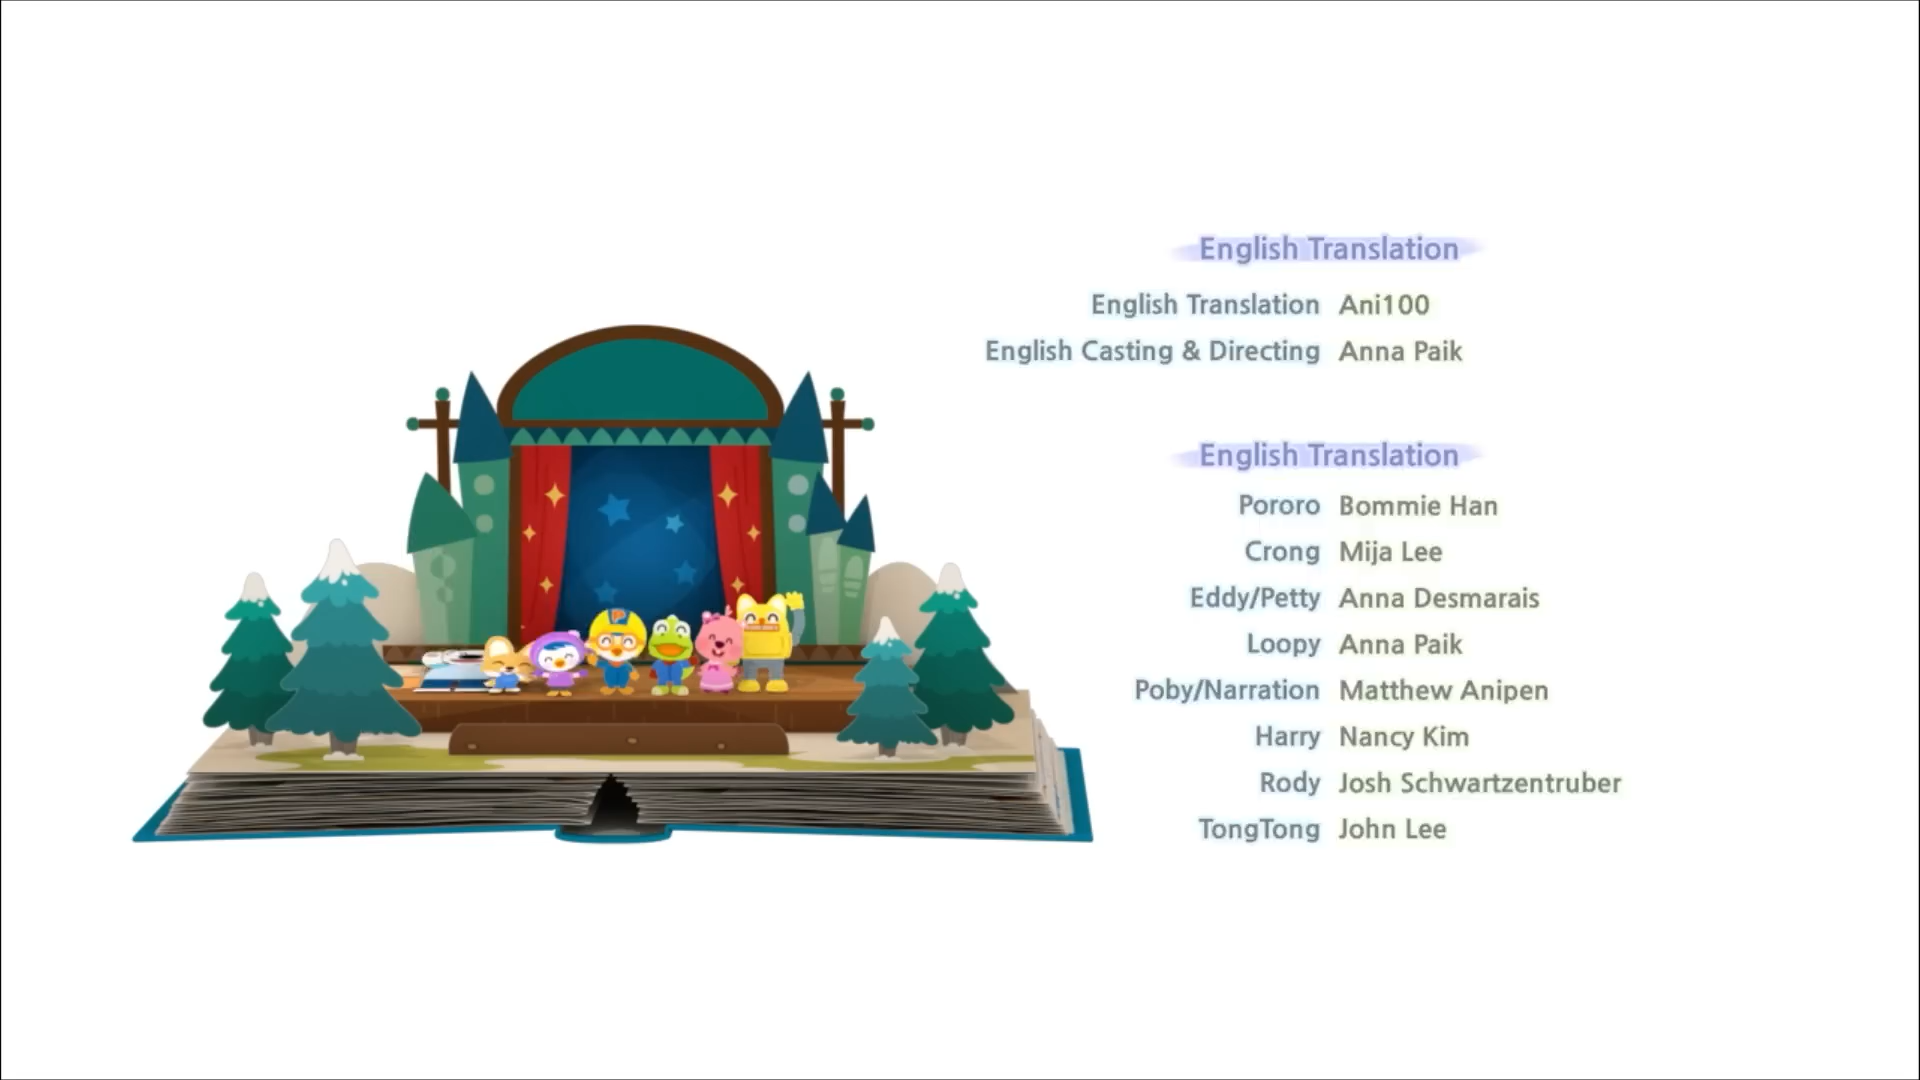 English Translation
English Translation Ani100
English Casting & Directing Anna Paik
English Translation
Pororo Bommie Han
Crong Mija Lee
Eddy/Petty Anna Desmarais
Loopy Anna Paik
Poby/Narration Matthew Anipen
Harry Nancy Kim
Rody Josh Schwartzentruber
TongTong John Lee
P